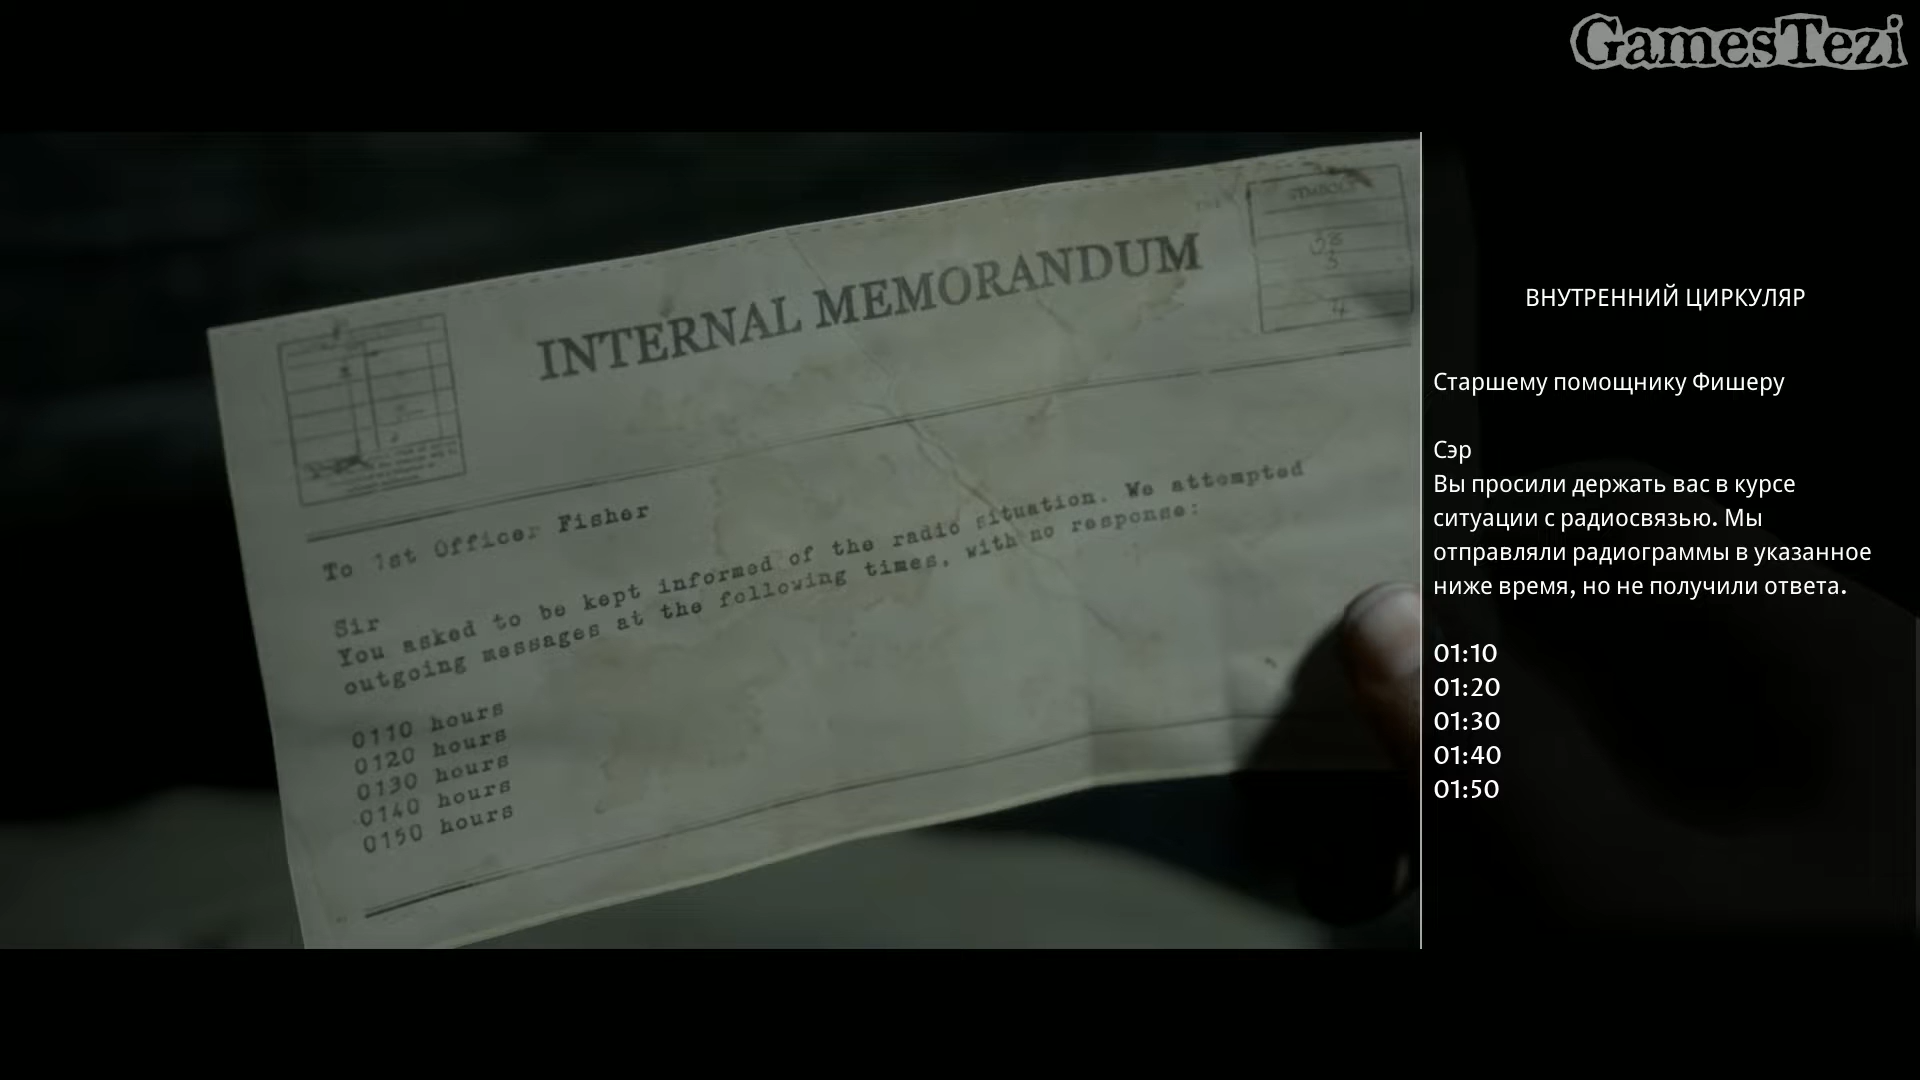 GamesTezi
INTERNAL MEMORANDUM
SYMBOLS
To 1st Officer Fisher
Sir
You asked to be kept informed of the radio situation. We attempted
outgoing messages at the following times, with no response:
0110 hours
0120 hours
0130 hours
0140 hours
0150 hours
ВНУТРЕННИЙ ЦИРКУЛЯР
Старшему помощнику Фишеру
Сэр
Вы просили держать вас в курсе
ситуации с радиосвязью. Мы
отправляли радиограммы в указанное
ниже время, но не получили ответа.
01:10
01:20
01:30
01:40
01:50